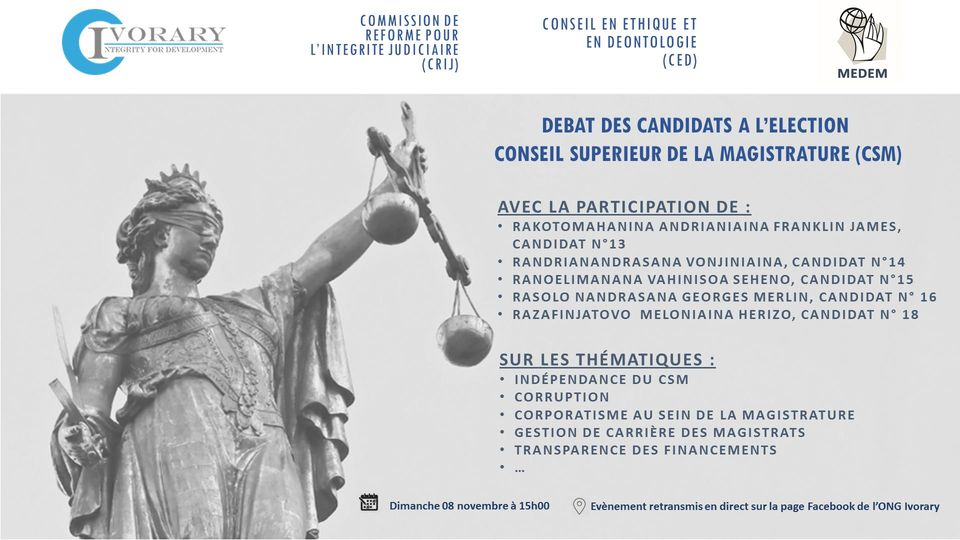 IVORARY
INTEGRITY FOR DEVELOPMENT
COMMISSION DE
REFORME POUR
L'INTEGRITE JUDICIAIRE
(CRIJ)
CONSEIL EN ETHIQUE ET
EN DEONTOLOGIE
(CED)
MEDEM
DEBAT DES CANDIDATS A L'ELECTION
CONSEIL SUPERIEUR DE LA MAGISTRATURE (CSM)
AVEC LA PARTICIPATION DE :
• RAKOTOMAHANINA ANDRIANIAINA FRANKLIN JAMES,
CANDIDAT N°13
• RANDRIANANDRASANA VONJINIAINA, CANDIDAT N°14
• RANOELIMANANA VAHINISOA SEHENO, CANDIDAT N°15
• RASOLO NANDRASANA GEORGES MERLIN, CANDIDAT N° 16
• RAZAFINJATOVO MELONIAINA HERIZO, CANDIDAT N° 18
SUR LES THÉMATIQUES :
• INDÉPENDANCE DU CSM
• CORRUPTION
• CORPORATISME AU SEIN DE LA MAGISTRATURE
• GESTION DE CARRIÈRE DES MAGISTRATS
• TRANSPARENCE DES FINANCEMENTS
• …
Dimanche 08 novembre à 15h00
Evènement retransmis en direct sur la page Facebook de l'ONG Ivorary